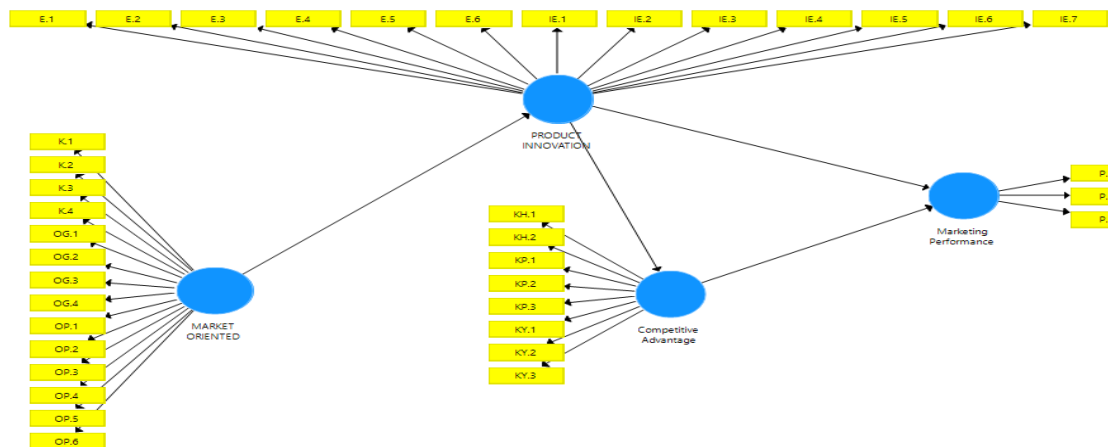 E.1
E.2
E.3
E.4
E.5
E.6
IE.1
IE.2
IE.3
IE.4
IE.5
IE.6
IE.7
PRODUCT
INNOVATION
K.1
K.2
K.3
K.4
OG.1
OG.2
OG.3
OG.4
OP.1
OP.2
OP.3
OP.4
OP.5
OP.6
MARKET
ORIENTED
KH.1
KH.2
KP.1
KP.2
KP.3
KY.1
KY.2
KY.3
Competitive
Advantage
Marketing
Performance
P.
P.
P.